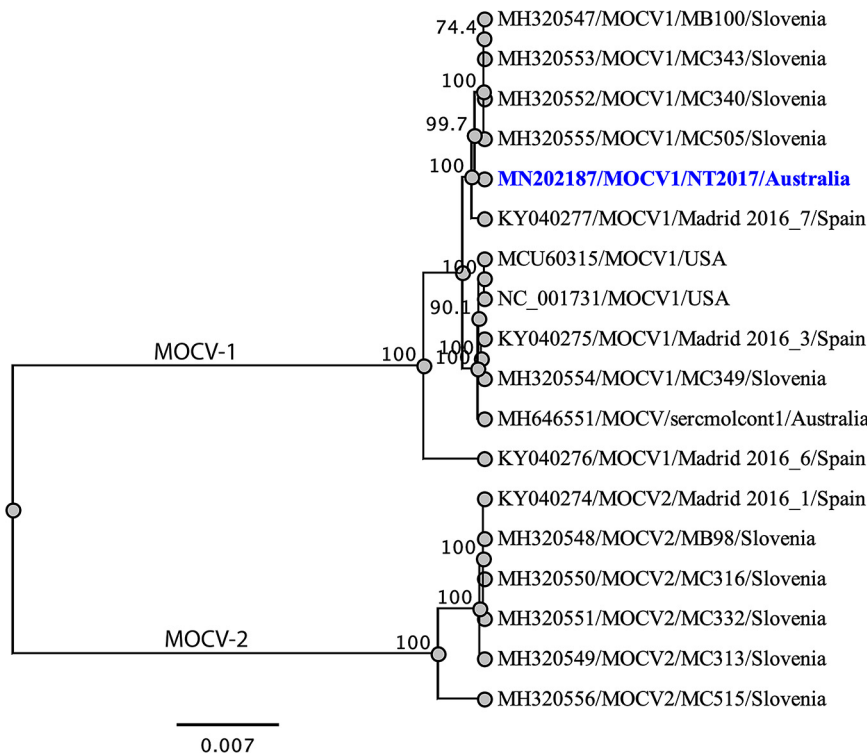 74.4
MH320547/MOCV1/MB100/Slovenia
MH320553/MOCV1/MC343/Slovenia
100
MH320552/MOCV1/MC340/Slovenia
99.7
MH320555/MOCV1/MC505/Slovenia
100
MN202187/MOCV1/NT2017/Australia
KY040277/MOCV1/Madrid 2016_7/Spain
100
MCU60315/MOCV1/USA
NC_001731/MOCV1/USA
90.1
KY040275/MOCV1/Madrid 2016_3/Spain
100
100
MH320554/MOCV1/MC349/Slovenia
MOCV-1
100
MH646551/MOCV/sercmolcont1/Australia
KY040276/MOCV1/Madrid 2016_6/Spain
KY040274/MOCV2/Madrid 2016_1/Spain
MH320548/MOCV2/MB98/Slovenia
100
MH320550/MOCV2/MC316/Slovenia
100
MH320551/MOCV2/MC332/Slovenia
MOCV-2
100
MH320549/MOCV2/MC313/Slovenia
MH320556/MOCV2/MC515/Slovenia
0.007